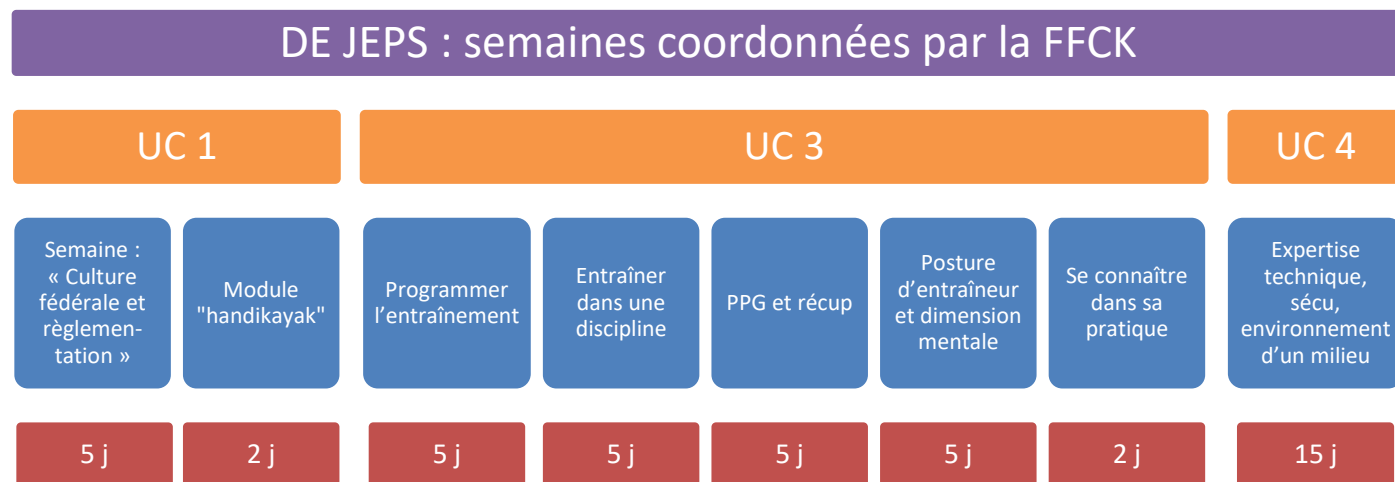 DE JEPS : semaines coordonnées par la FFCK
UC 1
UC 3
UC 4
Semaine :
« Culture
fédérale et
règlemen-
tation »
Module
"handikayak"
Programmer
l’entraînement
Entraîner
dans une
discipline
PPG et récup
Posture
d’entraîneur
et dimension
mentale
Se connaître
dans sa
pratique
Expertise
technique,
sécu,
environnement
d’un milieu
5 j
2 j
5 j
5 j
5 j
5 j
2 j
15 j